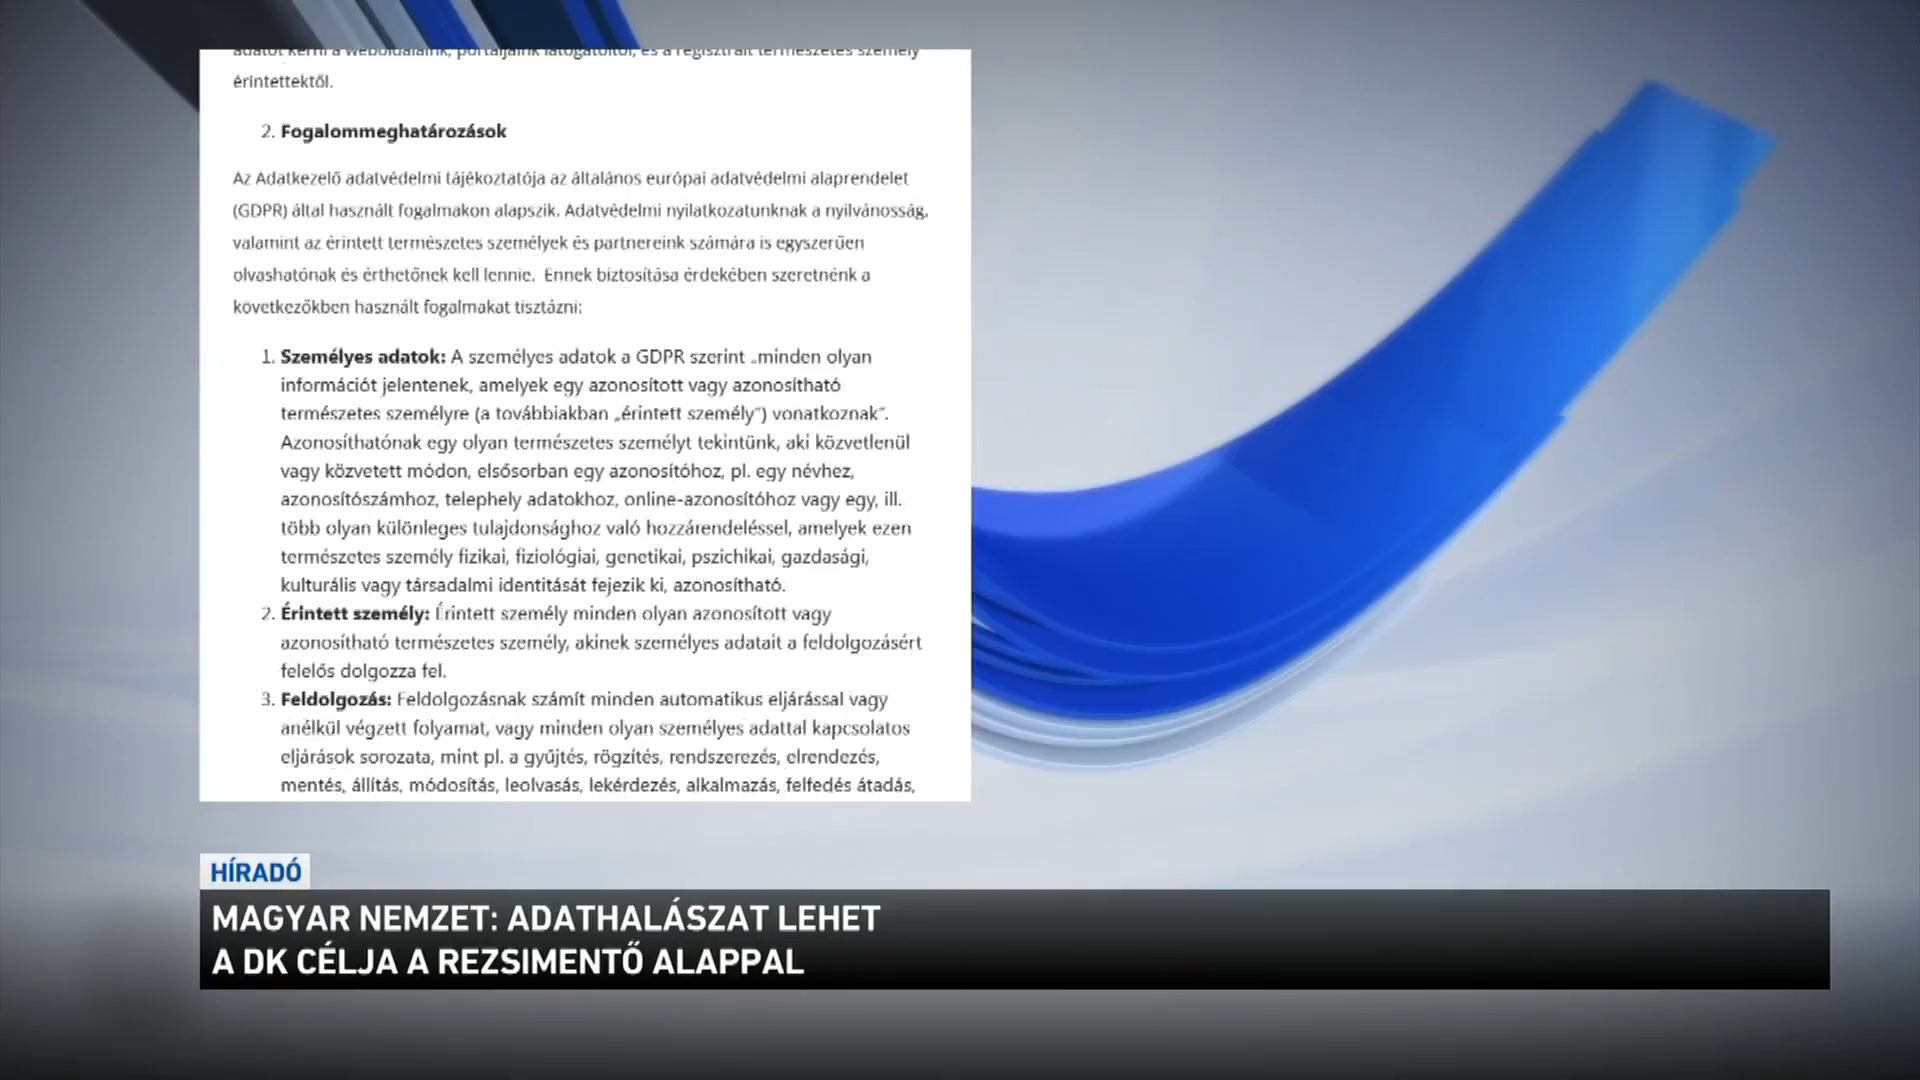 adatot kérni a weboldalaink, portáljaink látogatóitól, és a regisztrált természetes személy
érintettektől.
2. Fogalommeghatározások
Az Adatkezelő adatvédelmi tájékoztatója az általános európai adatvédelmi alaprendelet
(GDPR) által használt fogalmakon alapszik. Adatvédelmi nyilatkozatunknak a nyilvánosság,
valamint az érintett természetes személyek és partnereink számára is egyszerűen
olvashatónak és érthetőnek kell lennie. Ennek biztosítása érdekében szeretnénk a
következőkben használt fogalmakat tisztázni:
1. Személyes adatok: A személyes adatok a GDPR szerint „minden olyan
információt jelentenek, amelyek egy azonosított vagy azonosítható
természetes személyre (a továbbiakban „érintett személy”) vonatkoznak”.
Azonosíthatónak egy olyan természetes személyt tekintünk, aki közvetlenül
vagy közvetett módon, elsősorban egy azonosítóhoz, pl. egy névhez,
azonosítószámhoz, telephely adatokhoz, online-azonosítóhoz vagy egy, ill.
több olyan különleges tulajdonsághoz való hozzárendeléssel, amelyek ezen
természetes személy fizikai, fiziológiai, genetikai, pszichikai, gazdasági,
kulturális vagy társadalmi identitását fejezik ki, azonosítható.
2. Érintett személy: Érintett személy minden olyan azonosított vagy
azonosítható természetes személy, akinek személyes adatait a feldolgozásért
felelős dolgozza fel.
3. Feldolgozás: Feldolgozásnak számít minden automatikus eljárással vagy
anélkül végzett folyamat, vagy minden olyan személyes adattal kapcsolatos
eljárások sorozata, mint pl. a gyűjtés, rögzítés, rendszerezés, elrendezés,
mentés, állítás, módosítás, leolvasás, lekérdezés, alkalmazás, felfedés átadás,
HÍRADÓ
MAGYAR NEMZET: ADATHALÁSZAT LEHET
A DK CÉLJA A REZSIMENTŐ ALAPPAL